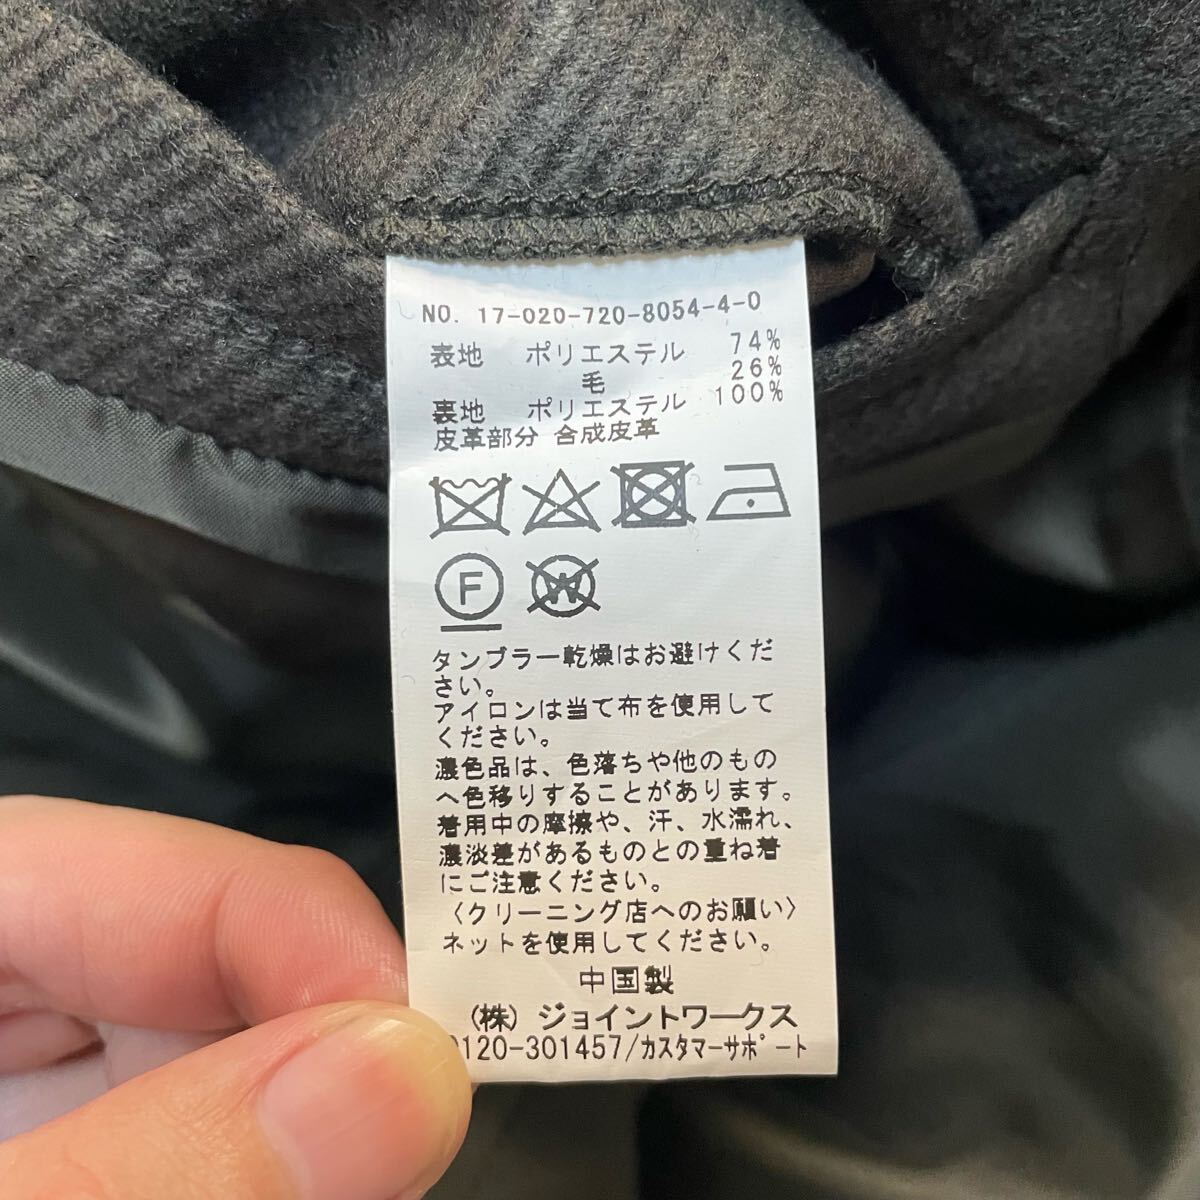 NO. 17-020-720-8054-4-0
表地 ポリエステル 74%
毛 26%
裏地 ポリエステル 100%
皮革部分 合成皮革
F W
タンブラー乾燥はお避けくだ
さい。
アイロンは当て布を使用して
ください。
濃色品は、色落ちや他のもの
へ色移りすることがあります。
着用中の摩擦や、汗、水濡れ、
濃淡差があるものとの重ね着
にご注意ください。
〈クリーニング店へのお願い〉
ネットを使用してください。
中国製
(株) ジョイントワークス
0120-301457/カスタマーサポート